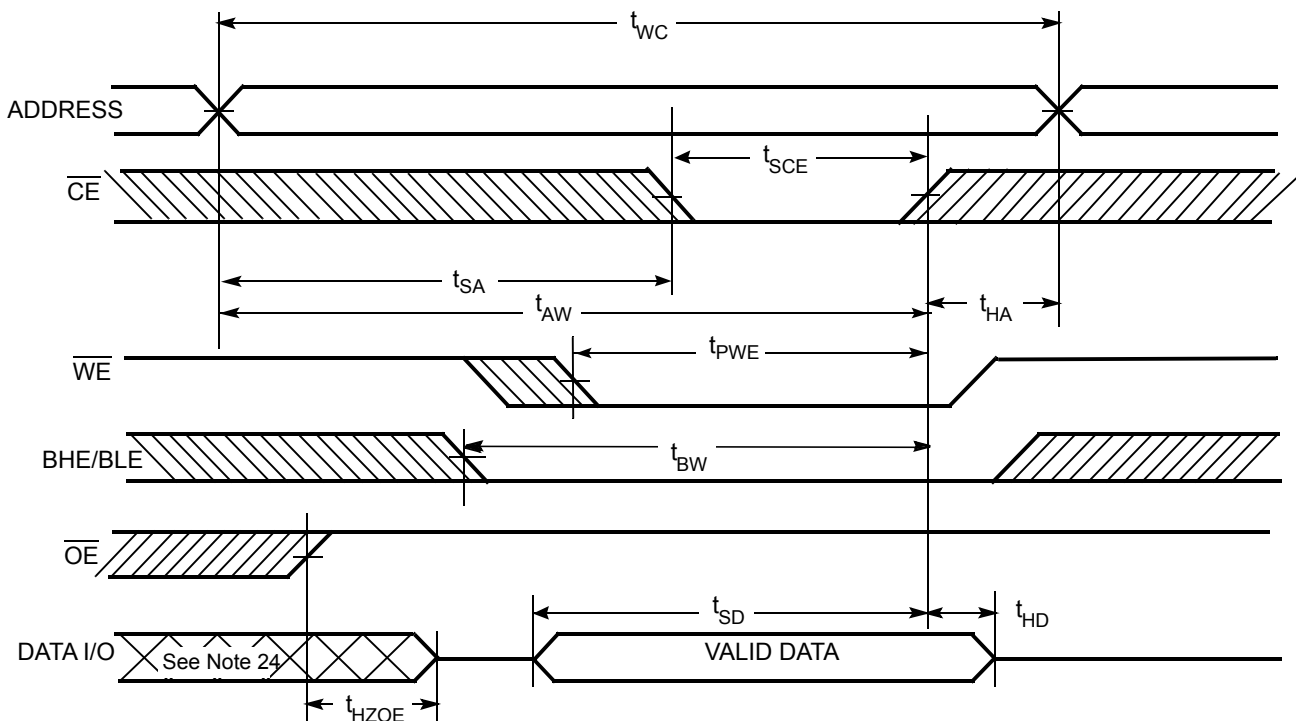 tWC
ADDRESS
tSCE
CE
tSA
tAW
tHA
tPWE
WE
BHE/BLE
tBW
OE
tSD
tHD
DATA I/O
See Note 24
VALID DATA
tHZOE